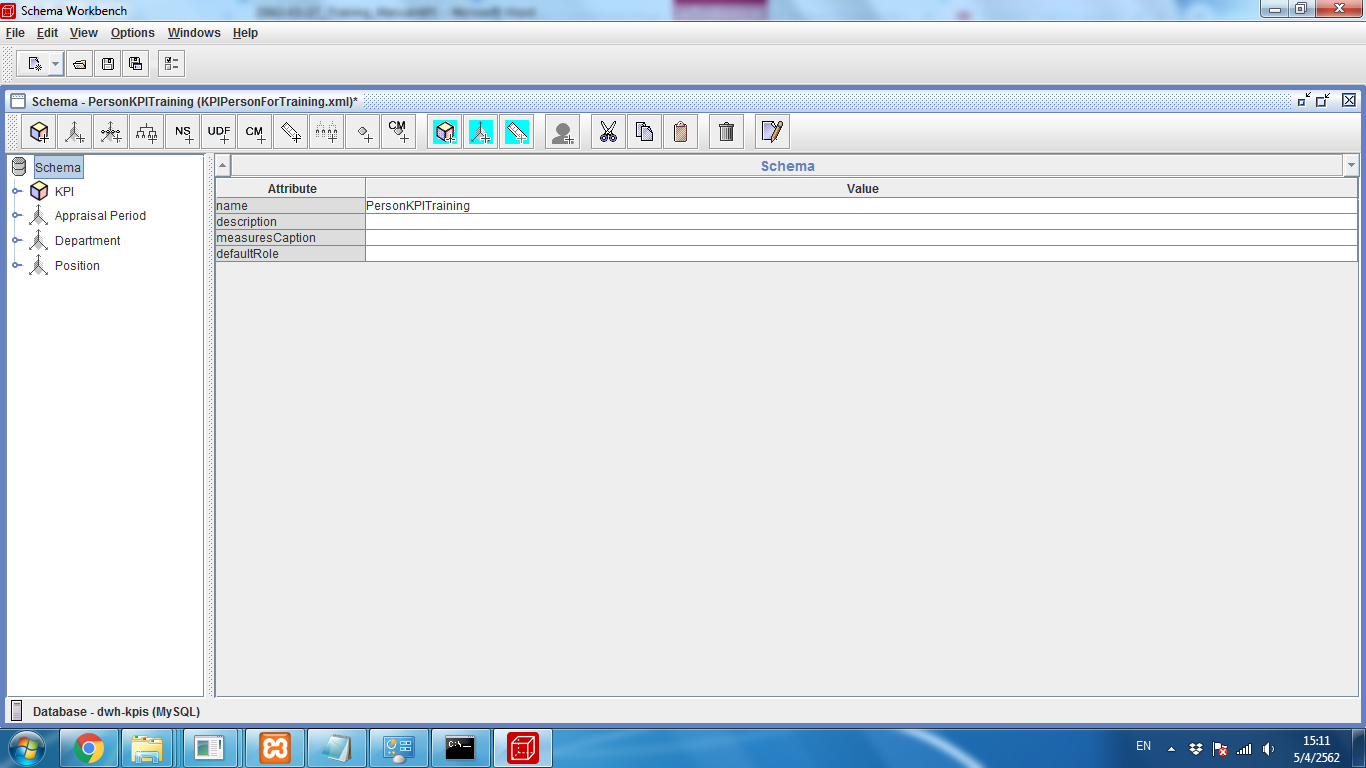 Schema Workbench
File Edit View Options Windows Help
Schema - PersonKPITraining (KPIPersonForTraining.xml)*
NS UDF CM CM
Schema
KPI
Appraisal Period
Department
Position
Schema
Attribute Value
name PersonKPITraining
description
measuresCaption
defaultRole
Database - dwh-kpis (MySQL)
C:\-
EN
15:11
5/4/2562